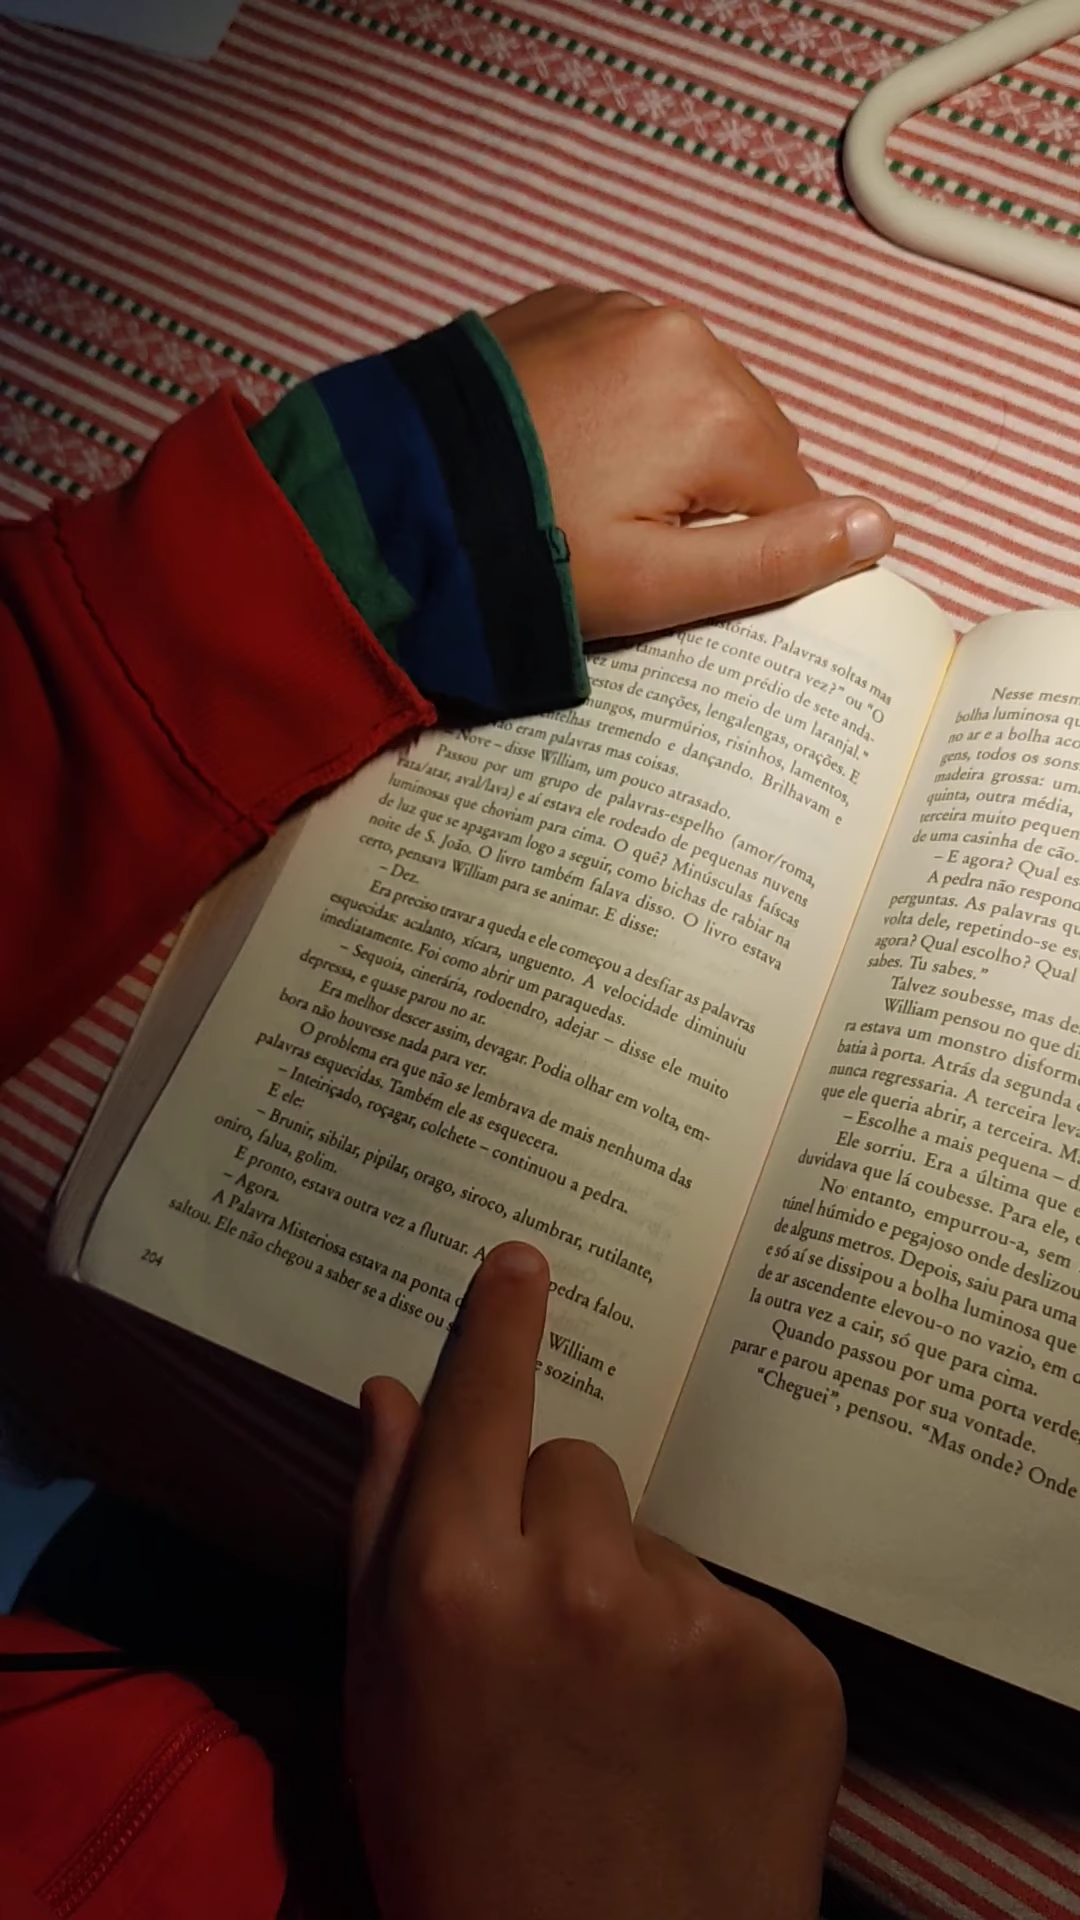 histórias. Palavras soltas mas
que te conte outra vez?” ou “O
tamanho de um prédio de sete anda-
vez uma princesa no meio de um laranjal.”
restos de canções, lengalengas, orações. E
mungos, murmúrios, risinhos, lamentos,
centelhas tremendo e dançando. Brilhavam e
não eram palavras mas coisas.
– Nove – disse William, um pouco atrasado.
Passou por um grupo de palavras-espelho (amor/roma,
rata/atar, aval/lava) e aí estava ele rodeado de pequenas nuvens
luminosas que choviam para cima. O quê? Minúsculas faíscas
de luz que se apagavam logo a seguir, como bichas de rabiar na
noite de S. João. O livro também falava disso. O livro estava
certo, pensava William para se animar. E disse:
– Dez.
Era preciso travar a queda e ele começou a desfiar as palavras
esquecidas: acalanto, xícara, unguento. A velocidade diminuiu
imediatamente. Foi como abrir um paraquedas.
– Sequoia, cinerária, rodoendro, adejar – disse ele muito
depressa, e quase parou no ar.
Era melhor descer assim, devagar. Podia olhar em volta, em-
bora não houvesse nada para ver.
O problema era que não se lembrava de mais nenhuma das
palavras esquecidas. Também ele as esquecera.
– Inteiriçado, roçagar, colchete – continuou a pedra.
E ele:
– Brunir, sibilar, pipilar, orago, siroco, alumbrar, rutilante,
oniro, falua, golim.
E pronto, estava outra vez a flutuar. A pedra falou.
– Agora.
A Palavra Misteriosa estava na ponta William e
saltou. Ele não chegou a saber se a disse ou sozinha.
204
Nesse mesm
bolha luminosa qu
no ar e a bolha aco
gens, todos os sons
madeira grossa: uma
quinta, outra média,
terceira muito pequen
de uma casinha de cão.
– E agora? Qual es
A pedra não respond
perguntas. As palavras qu
volta dele, repetindo-se es
agora? Qual escolho? Qual
sabes. Tu sabes.”
Talvez soubesse, mas de
William pensou no que di
ra estava um monstro disform
batia à porta. Atrás da segunda
nunca regressaria. A terceira leva
que ele queria abrir, a terceira. M
– Escolhe a mais pequena – d
Ele sorriu. Era a última que e
duvidava que lá coubesse. Para ele,
No entanto, empurrou-a, sem
túnel húmido e pegajoso onde deslizou
de alguns metros. Depois, saiu para uma
e só aí se dissipou a bolha luminosa que
de ar ascendente elevou-o no vazio, em
la outra vez a cair, só que para cima.
Quando passou por uma porta verde,
parar e parou apenas por sua vontade.
“Cheguei”, pensou. “Mas onde? Onde